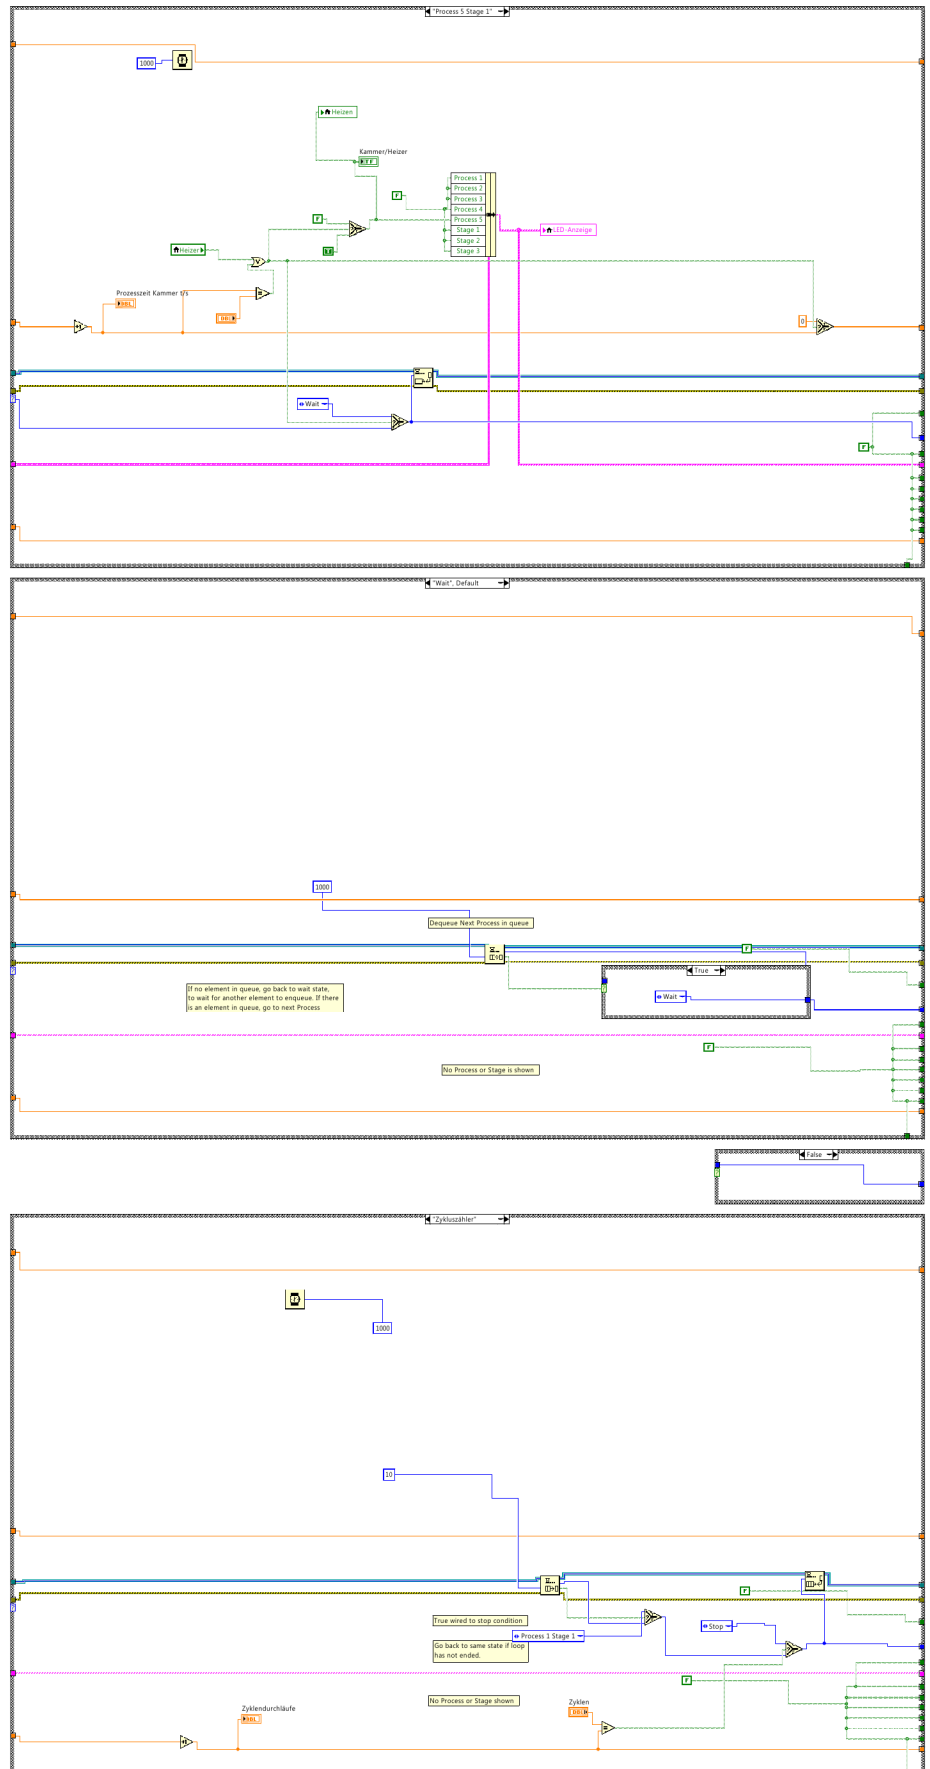 "Process 5 Stage 1"
1000
Heizen
Kammer/Heizer
TF
Process 1
Process 2
Process 3
Process 4
Process 5
Stage 1
Stage 2
Stage 3
F
F
LED-Anzeige
Heizer
Prozesszeit Kammer t/s
DBL
DBL
0
Wait
F
"Wait", Default
1000
Dequeue Next Process in queue
F
True
If no element in queue, go back to wait state,
to wait for another element to enqueue. If there
is an element in queue, go to next Process
Wait
F
No Process or Stage is shown
False
"Zykluszähler"
1000
10
F
True wired to stop condition
Process 1 Stage 1
Stop
Go back to same state if loop
has not ended.
F
No Process or Stage shown
Zyklendurchläufe
DBL
Zyklen
DBL